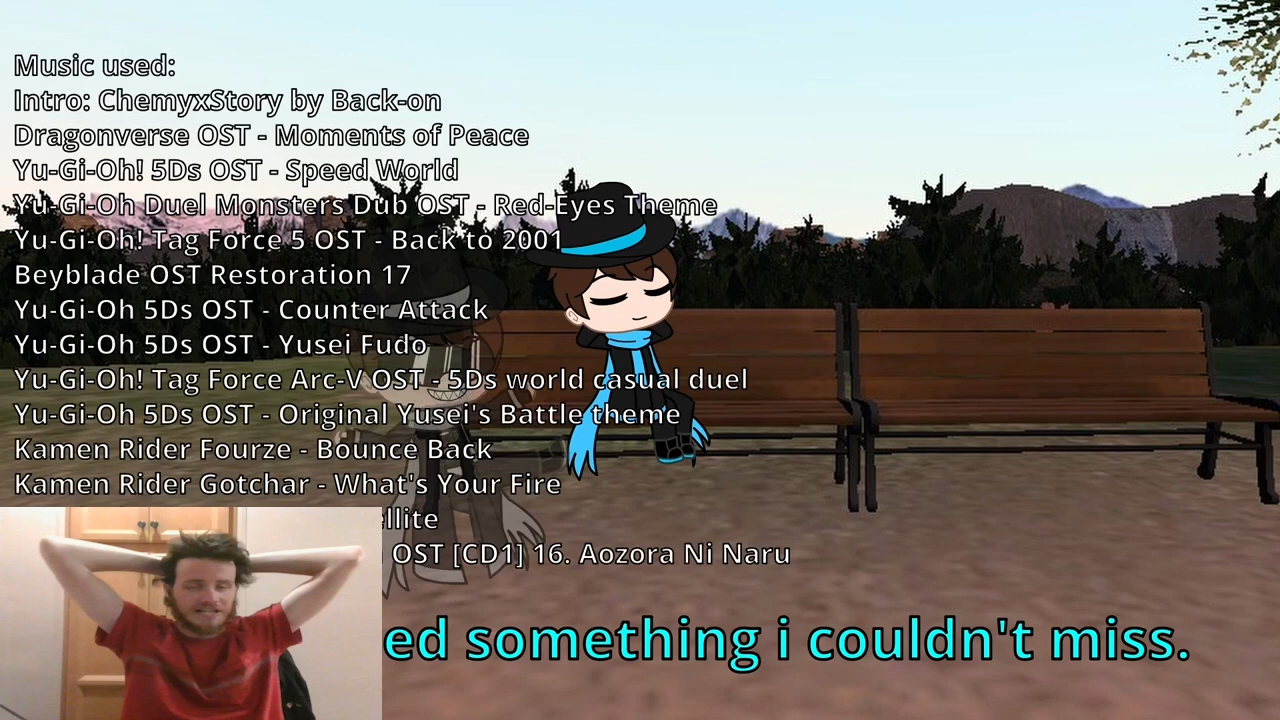 Music used:
Intro: ChemyxStory by Back-on
Dragonverse OST - Moments of Peace
Yu-Gi-Oh! 5Ds OST - Speed World
Yu-Gi-Oh Duel Monsters Dub OST - Red-Eyes Theme
Yu-Gi-Oh! Tag Force 5 OST - Back to 2001
Beyblade OST Restoration 17
Yu-Gi-Oh 5Ds OST - Counter Attack
Yu-Gi-Oh 5Ds OST - Yusei Fudo
Yu-Gi-Oh! Tag Force Arc-V OST - 5Ds world casual duel
Yu-Gi-Oh 5Ds OST - Original Yusei's Battle theme
Kamen Rider Fourze - Bounce Back
Kamen Rider Gotchar - What's Your Fire
ellite
OST [CD1] 16. Aozora Ni Naru
ed something i couldn't miss.